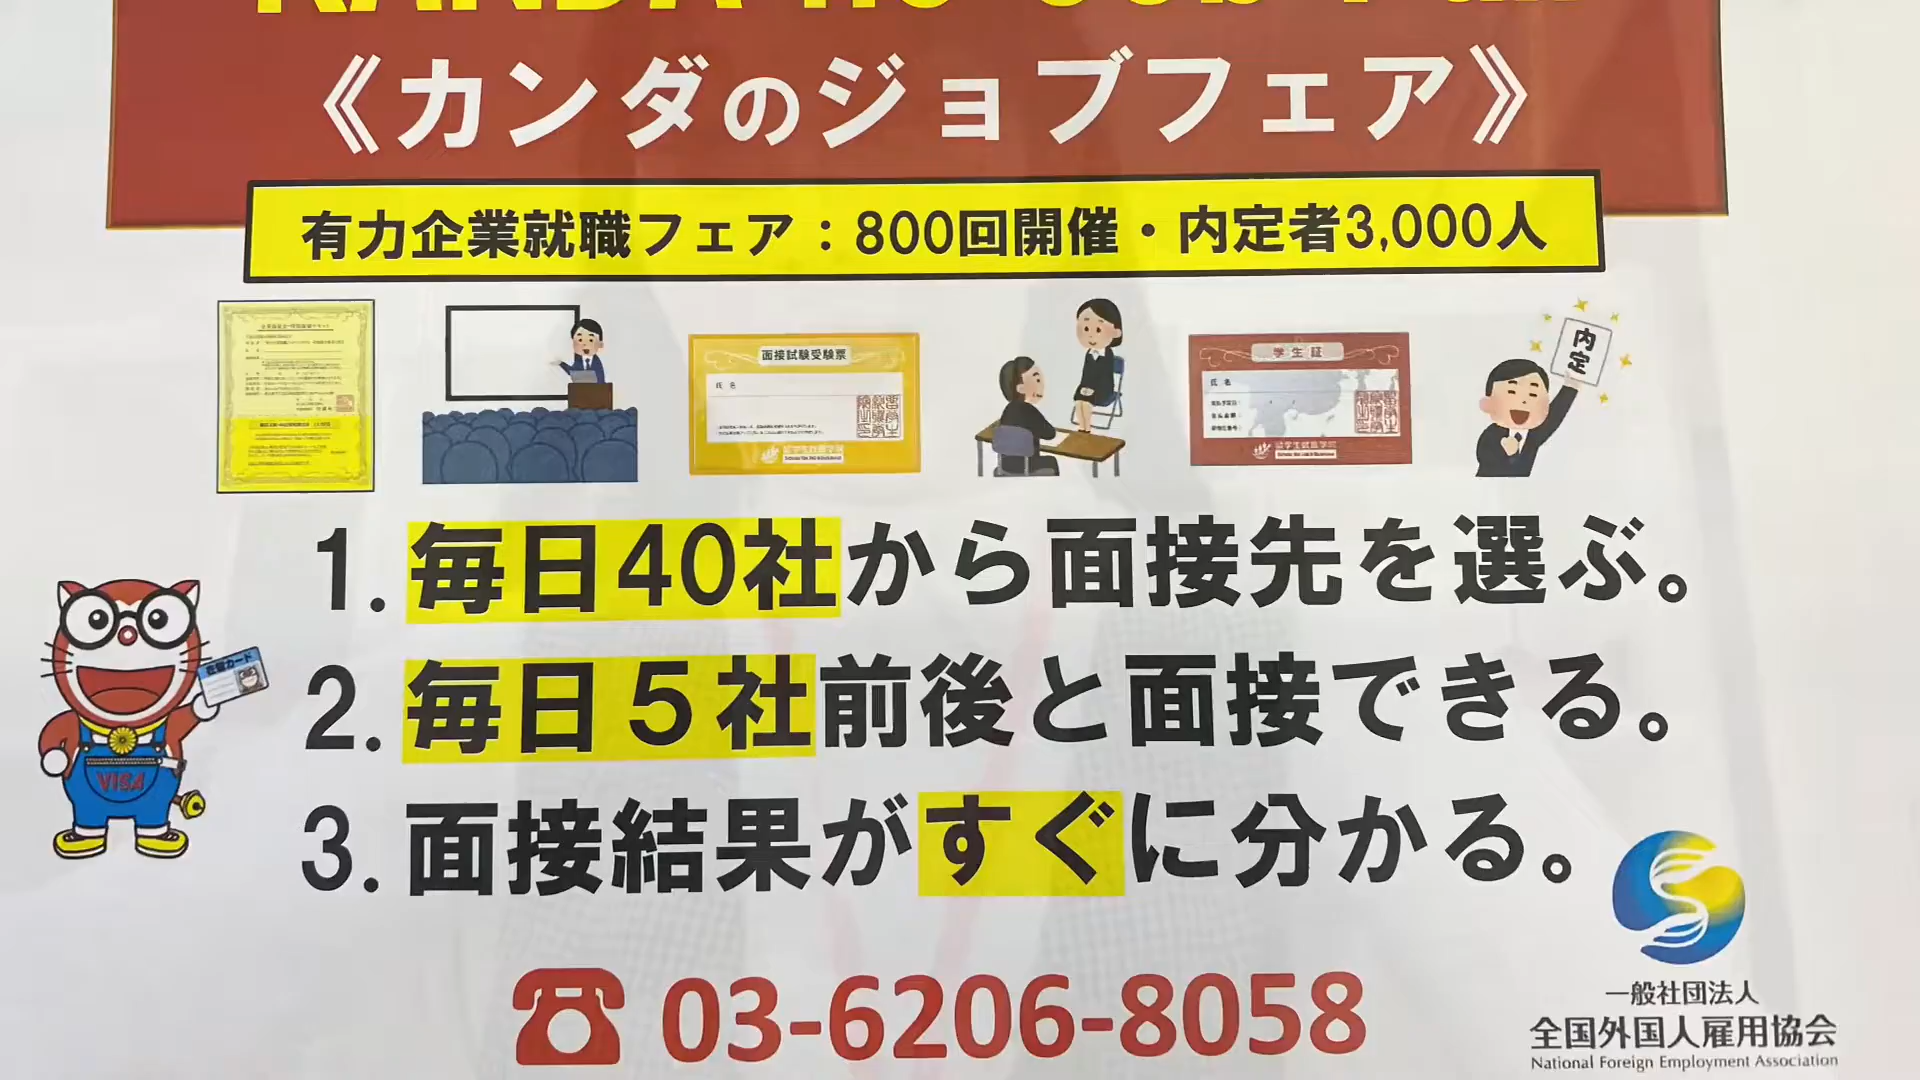 《カンダのジョブフェア》
有力企業就職フェア：800回開催・内定者3,000人
面接試験受験票
氏名
学生証
氏名
内定
1. 毎日40社から面接先を選ぶ。
2. 毎日5社前後と面接できる。
3. 面接結果がすぐに分かる。
在留カード
VISA
☎ 03-6206-8058
一般社団法人
全国外国人雇用協会
National Foreign Employment Association